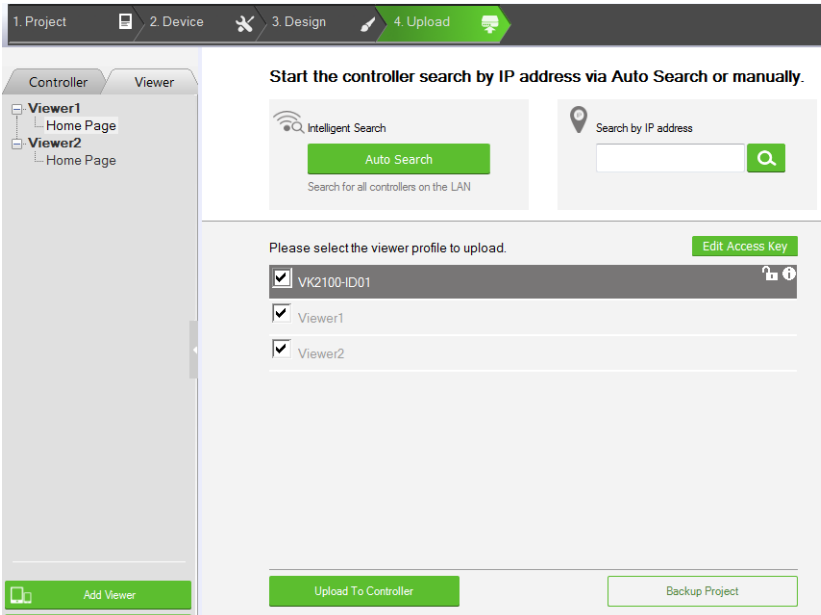 1. Project
2. Device
3. Design
4. Upload
Controller
Viewer
Viewer1
Home Page
Viewer2
Home Page
Add Viewer
Start the controller search by IP address via Auto Search or manually.
Intelligent Search
Auto Search
Search for all controllers on the LAN
Search by IP address
Please select the viewer profile to upload.
Edit Access Key
VK2100-ID01
Viewer1
Viewer2
Upload To Controller
Backup Project